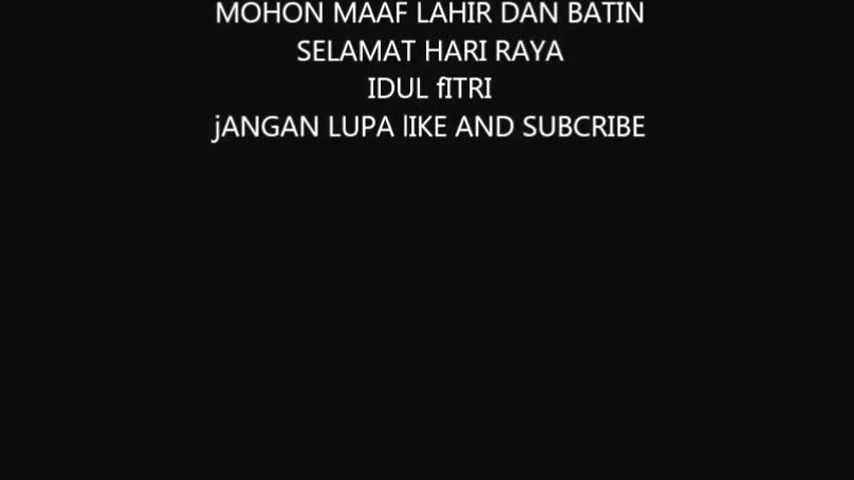 MOHON MAAF LAHIR DAN BATIN
SELAMAT HARI RAYA
IDUL fITRI
jANGAN LUPA lIKE AND SUBCRIBE